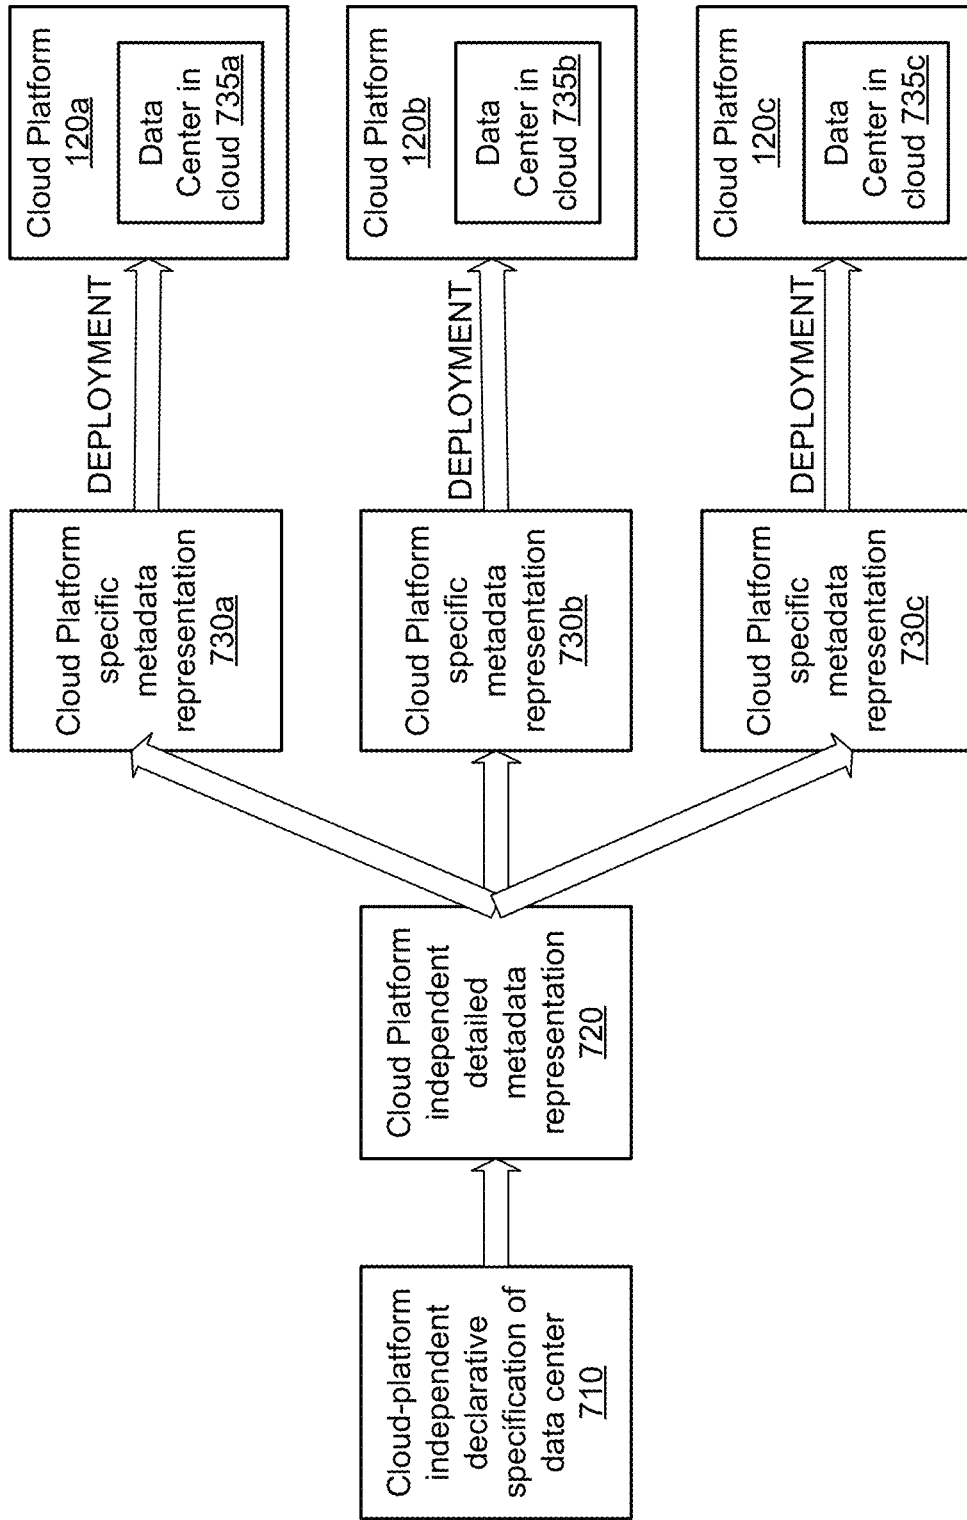 Cloud-platform
independent
declarative
specification of
data center
710
Cloud Platform
independent
detailed
metadata
representation
720
Cloud Platform
specific
metadata
representation
730a
Cloud Platform
specific
metadata
representation
730b
Cloud Platform
specific
metadata
representation
730c
DEPLOYMENT
DEPLOYMENT
DEPLOYMENT
Cloud Platform
120a
Data
Center in
cloud 735a
Cloud Platform
120b
Data
Center in
cloud 735b
Cloud Platform
120c
Data
Center in
cloud 735c